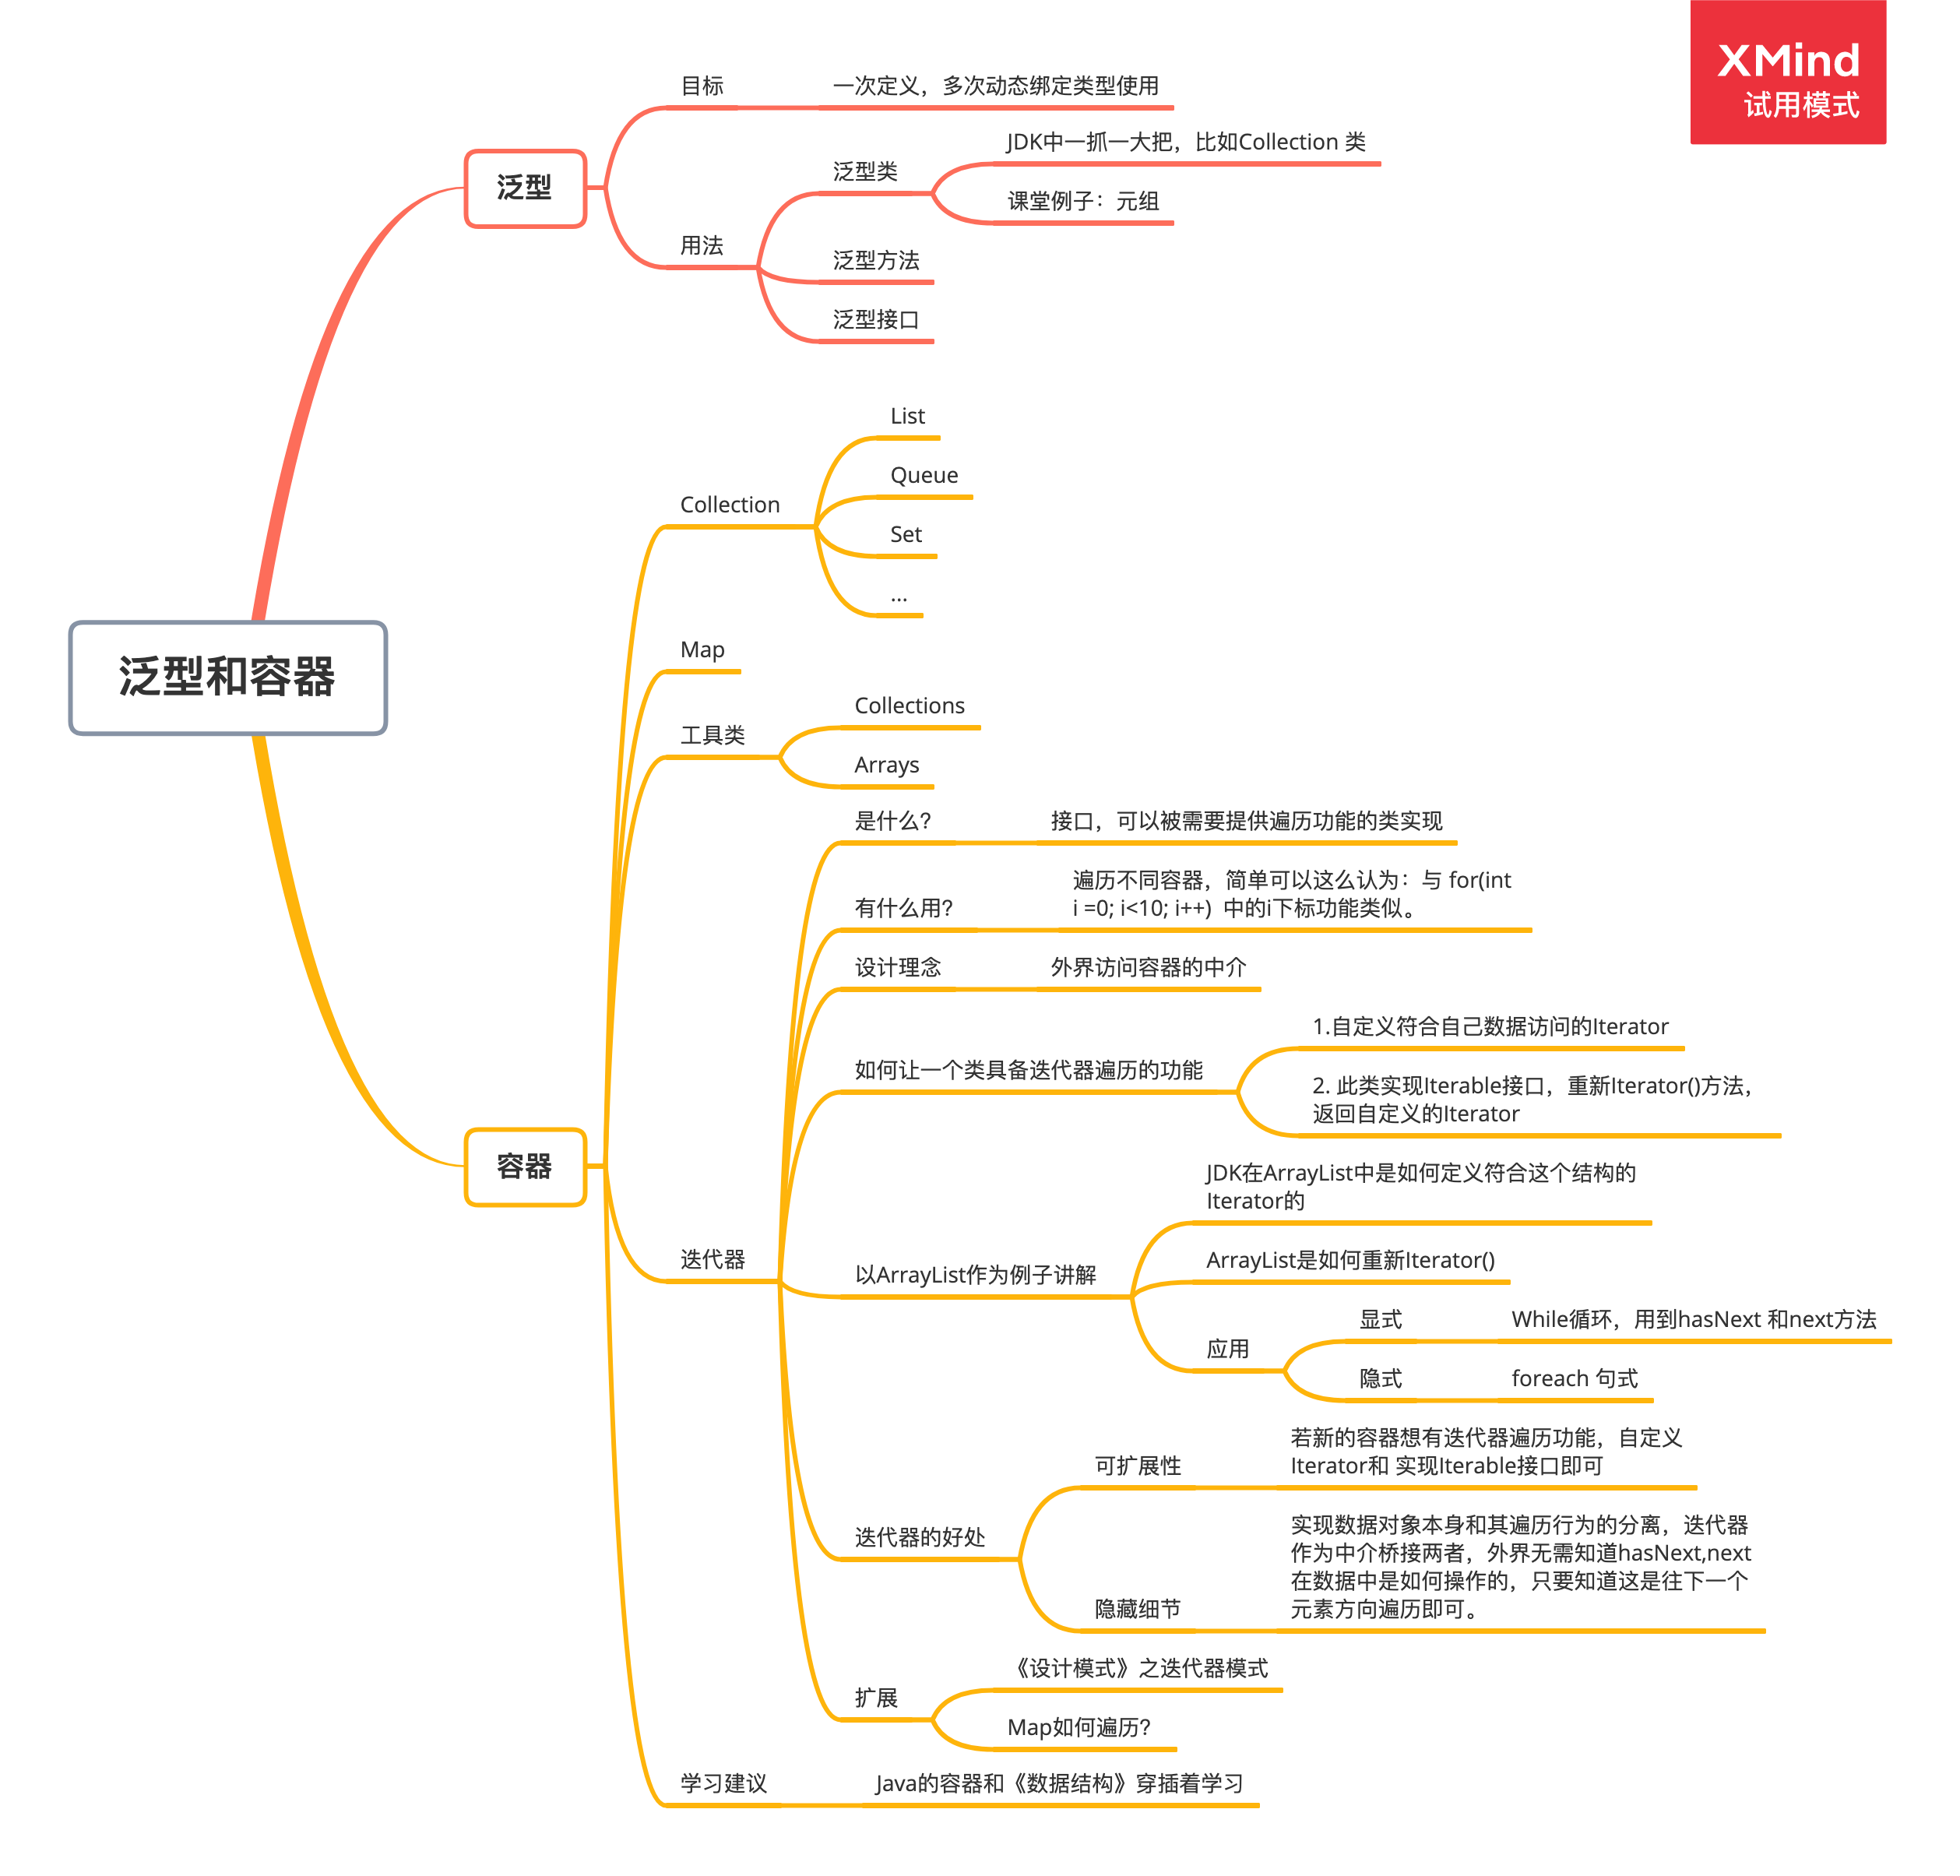 XMind
试用模式
泛型和容器
泛型
目标
一次定义，多次动态绑定类型使用
用法
泛型类
JDK中一抓一大把，比如Collection 类
课堂例子：元组
泛型方法
泛型接口
容器
Collection
List
Queue
Set
...
Map
工具类
Collections
Arrays
迭代器
是什么？
接口，可以被需要提供遍历功能的类实现
有什么用？
遍历不同容器，简单可以这么认为：与 for(int
i =0; i<10; i++)  中的i下标功能类似。
设计理念
外界访问容器的中介
如何让一个类具备迭代器遍历的功能
1.自定义符合自己数据访问的Iterator
2. 此类实现Iterable接口，重新Iterator()方法，
返回自定义的Iterator
以ArrayList作为例子讲解
JDK在ArrayList中是如何定义符合这个结构的
Iterator的
ArrayList是如何重新Iterator()
应用
显式
While循环，用到hasNext 和next方法
隐式
foreach 句式
迭代器的好处
可扩展性
若新的容器想有迭代器遍历功能，自定义
Iterator和 实现Iterable接口即可
隐藏细节
实现数据对象本身和其遍历行为的分离，迭代器
作为中介桥接两者，外界无需知道hasNext,next
在数据中是如何操作的，只要知道这是往下一个
元素方向遍历即可。
扩展
《设计模式》之迭代器模式
Map如何遍历？
学习建议
Java的容器和《数据结构》穿插着学习